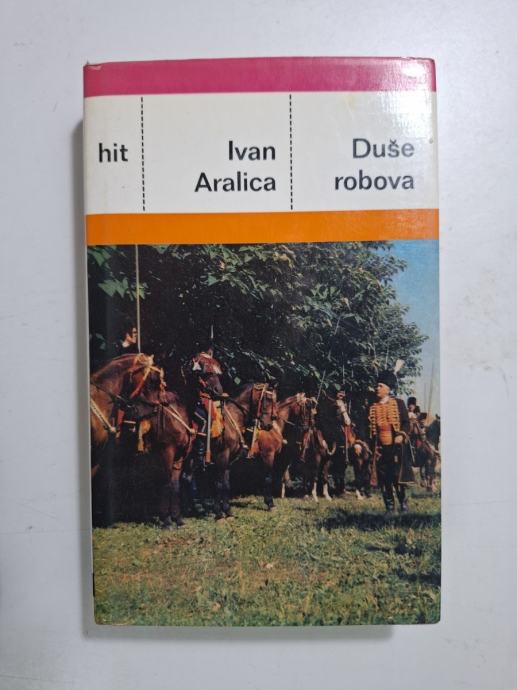 hit
Ivan
Aralica
Duše
robova